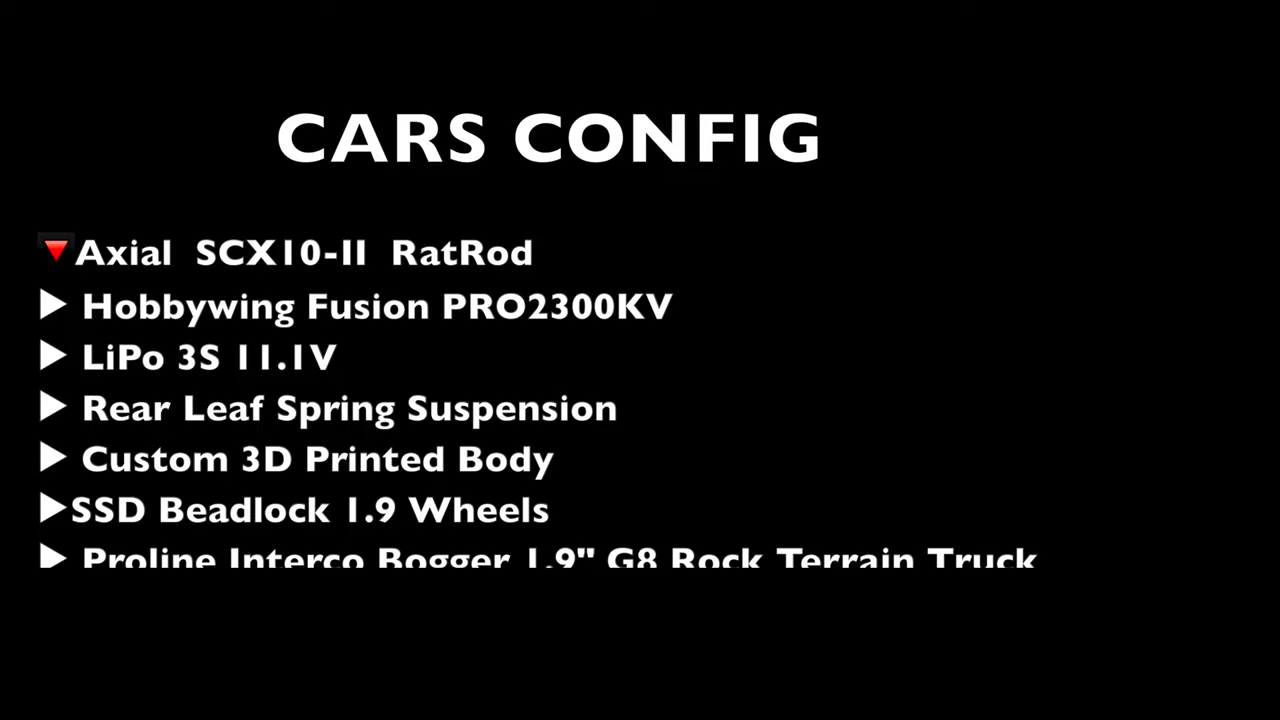 CARS CONFIG
🔻Axial SCX10-II RatRod
▶ Hobbywing Fusion PRO2300KV
▶ LiPo 3S 11.1V
▶ Rear Leaf Spring Suspension
▶ Custom 3D Printed Body
▶SSD Beadlock 1.9 Wheels
▶ Proline Interco Bogger 1.9" G8 Rock Terrain Truck